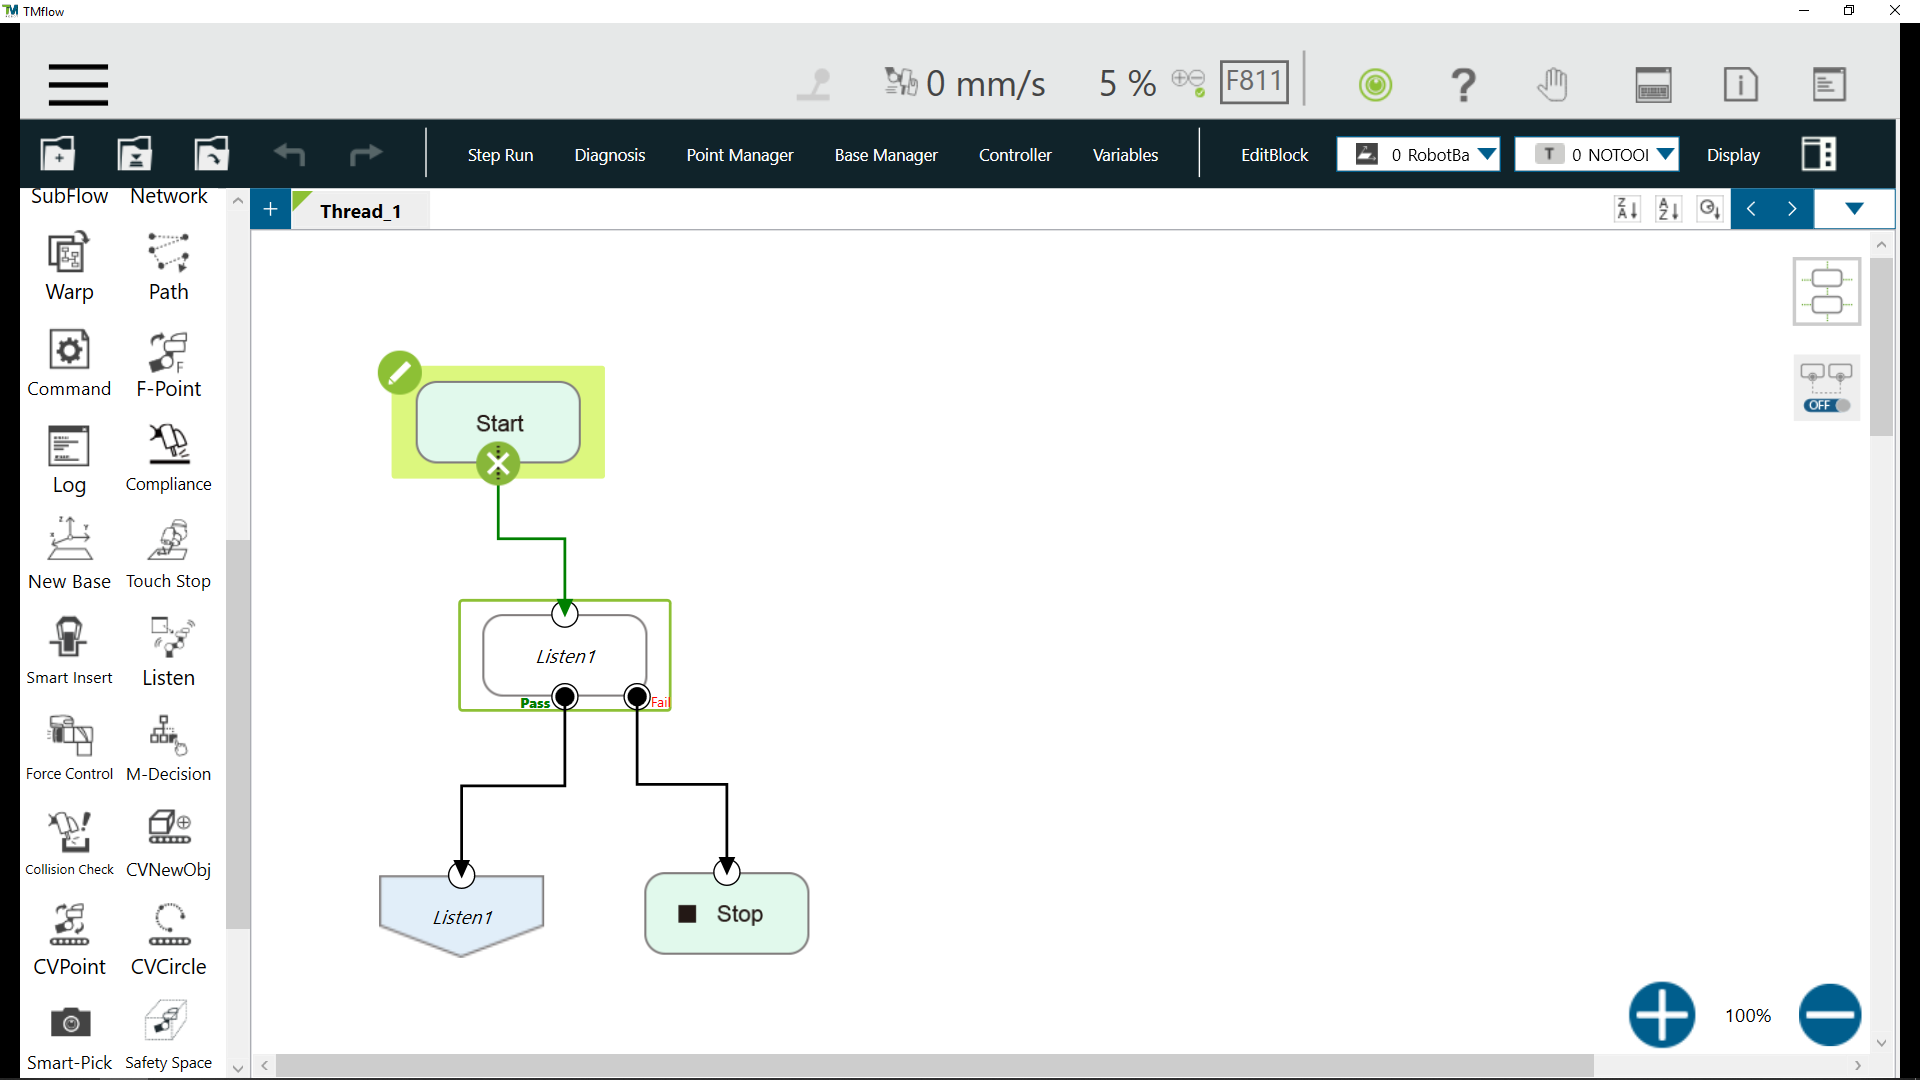 TMflow
0 mm/s
5 %
F811
Step Run
Diagnosis
Point Manager
Base Manager
Controller
Variables
EditBlock
0 RobotBa
T 0 NOTOOl
Display
SubFlow
Network
Thread_1
Warp
Path
Command
F-Point
Log
Compliance
New Base
Touch Stop
Smart Insert
Listen
Force Control
M-Decision
Collision Check
CVNewObj
CVPoint
CVCircle
Smart-Pick
Safety Space
Start
Listen1
Pass
Fail
Listen1
Stop
OFF
100%